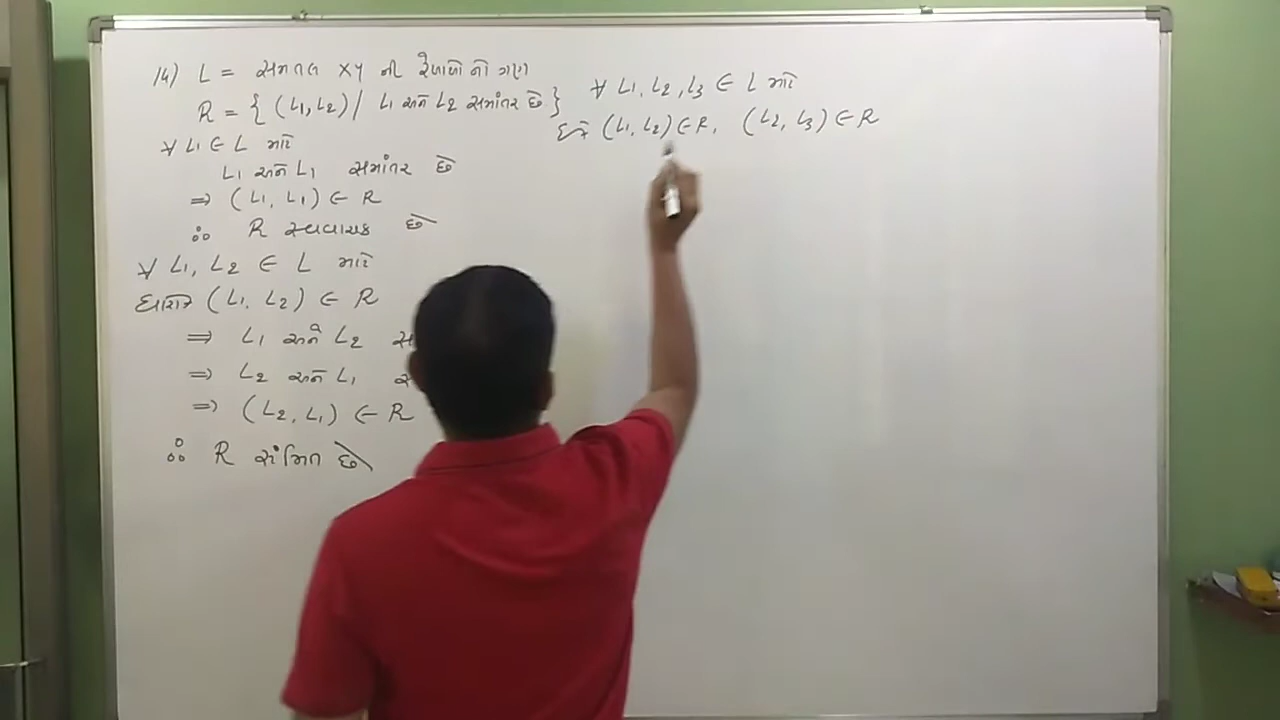 14) L = સમતલ XY ની રેખાઓ નો ગણ
R = { (L1, L2) / L1 અને L2 સમાંતર છે }
∀ L1 ∈ L માટે
L1 અને L1 સમાંતર છે
⇒ (L1, L1) ∈ R
∴ R સ્વવાચક છે
∀ L1, L2 ∈ L માટે
ધારોકે (L1, L2) ∈ R
⇒ L1 અને L2 સ
⇒ L2 અને L1 સ
⇒ (L2, L1) ∈ R
∴ R સંમિત છે
∀ L1, L2, L3 ∈ L માટે
(L1, L2) ∈ R, (L2, L3) ∈ R